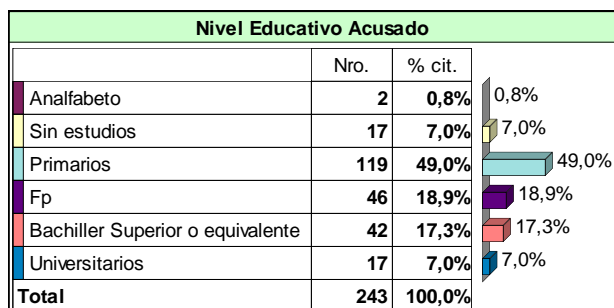 Nivel Educativo Acusado
Nro. % cit.
Analfabeto 2 0,8% 0,8%
Sin estudios 17 7,0% 7,0%
Primarios 119 49,0% 49,0%
Fp 46 18,9% 18,9%
Bachiller Superior o equivalente 42 17,3% 17,3%
Universitarios 17 7,0% 7,0%
Total 243 100,0%